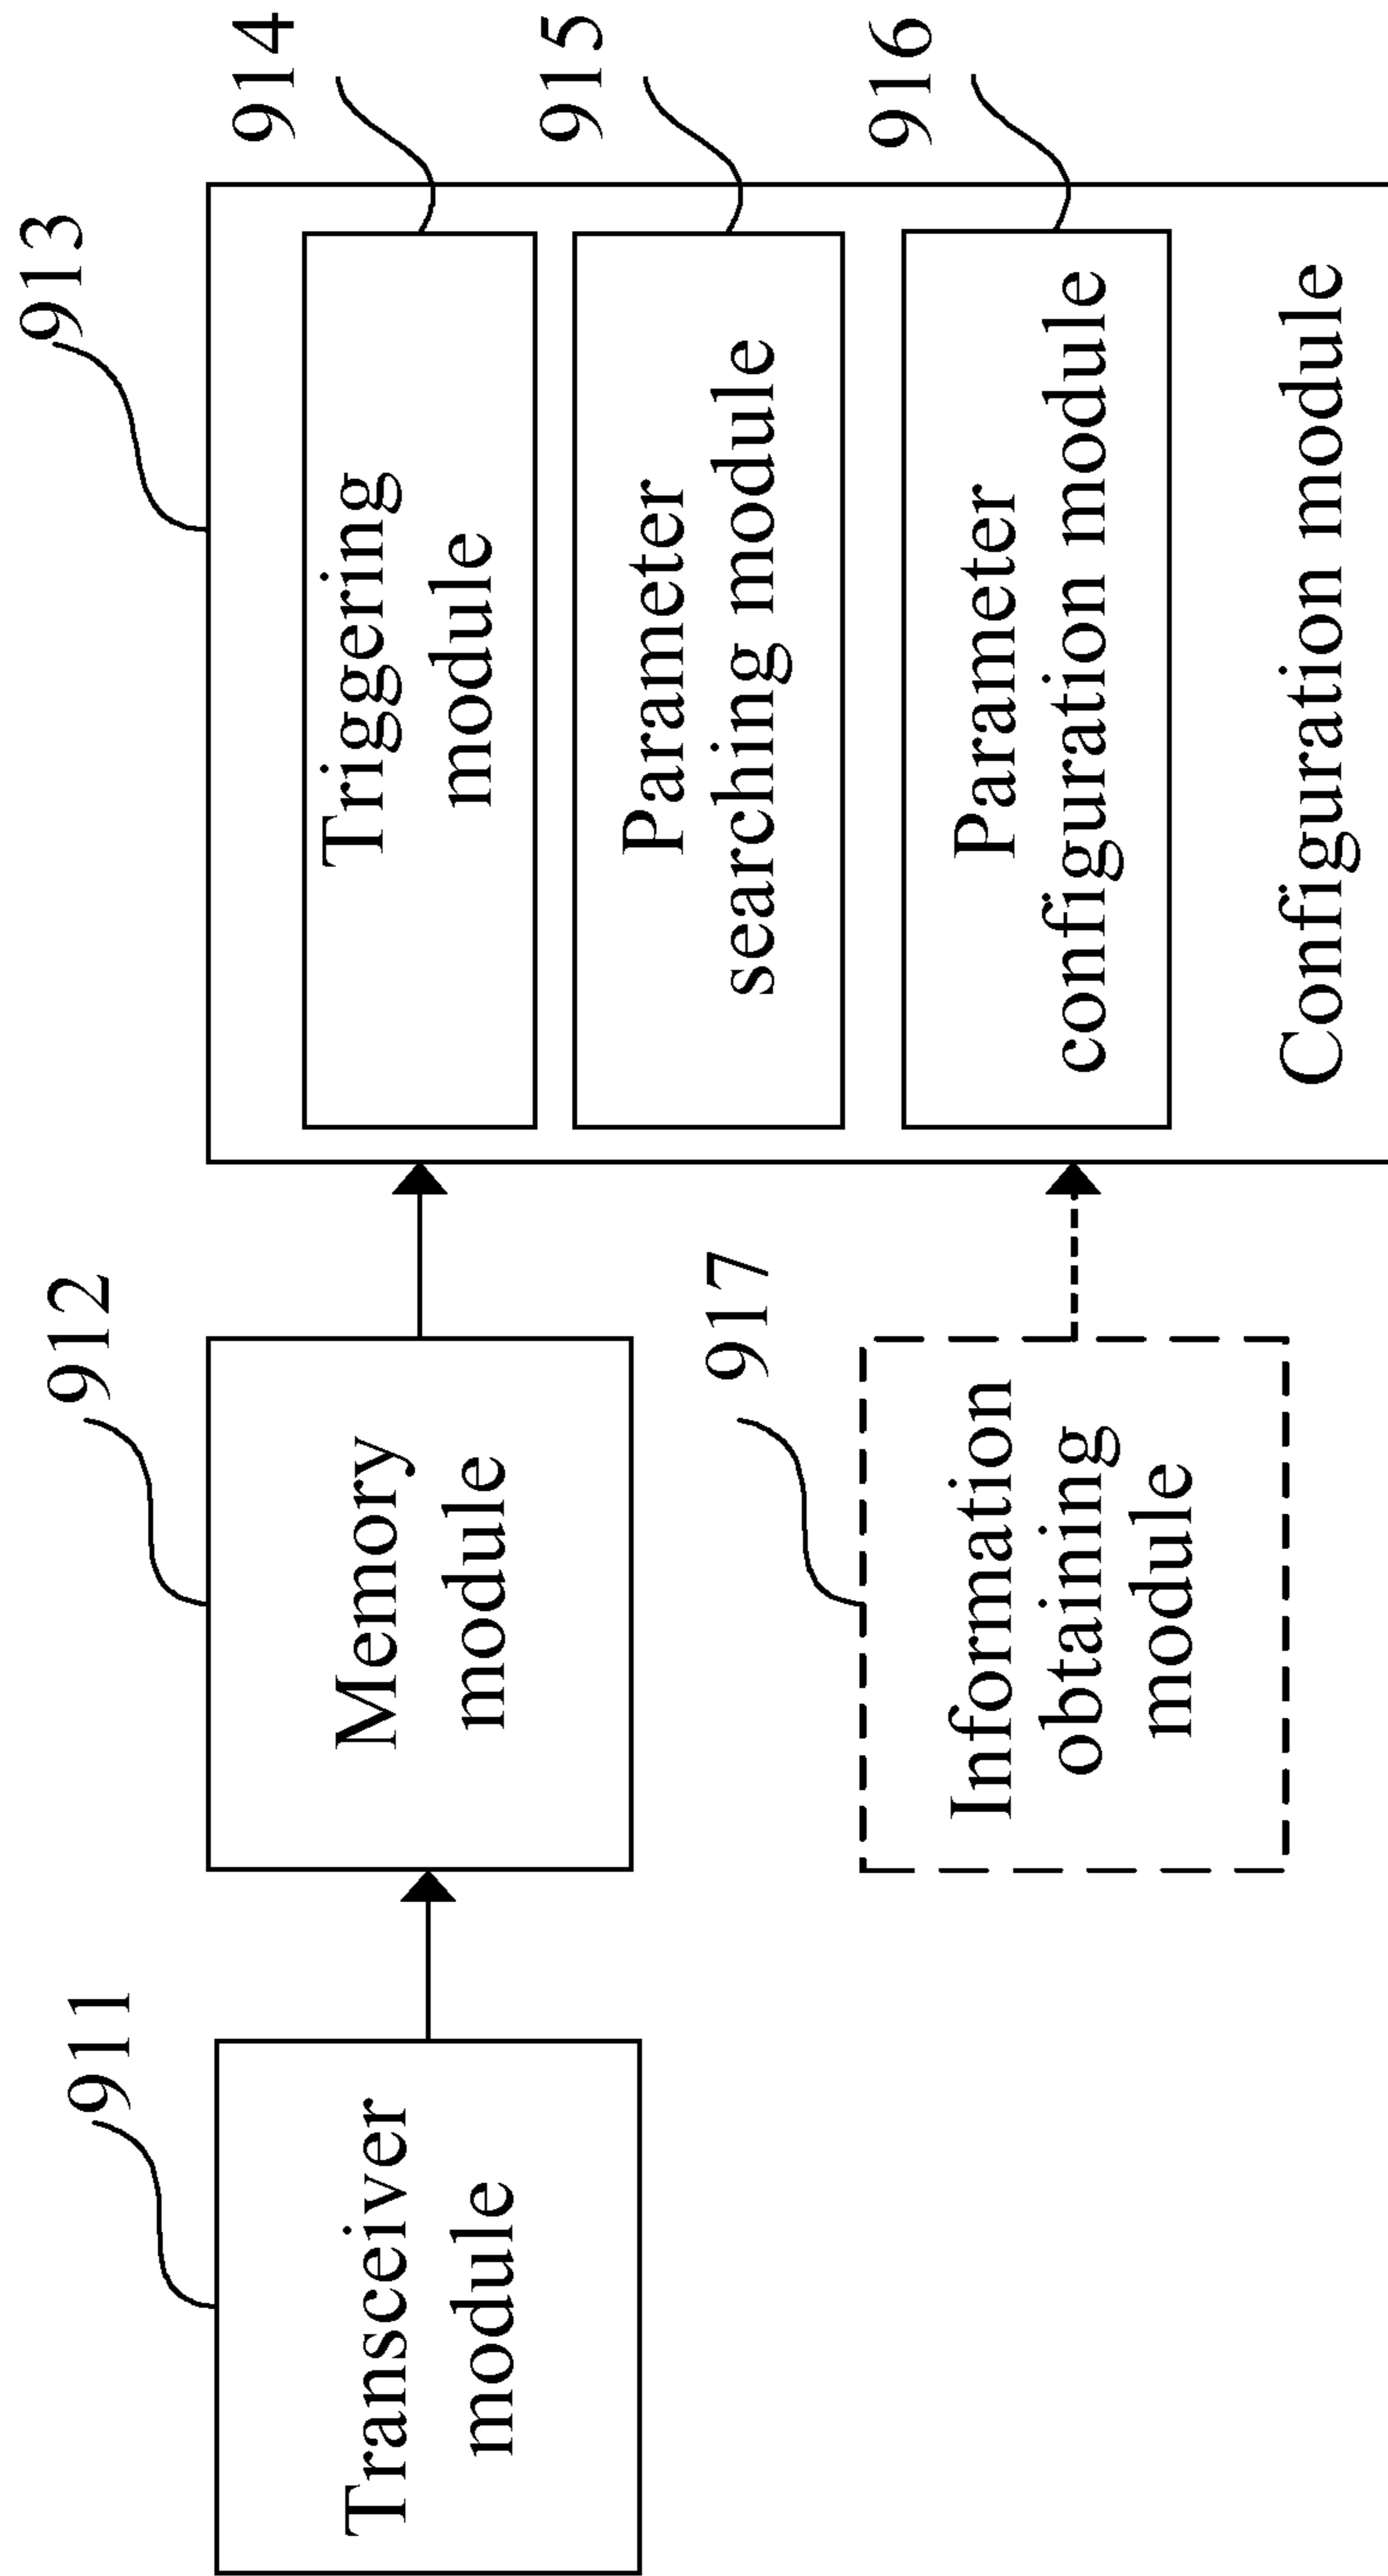 911
Transceiver
module
912
Memory
module
917
Information
obtaining
module
913
914
Triggering
module
915
Parameter
searching module
916
Parameter
configuration module
Configuration module